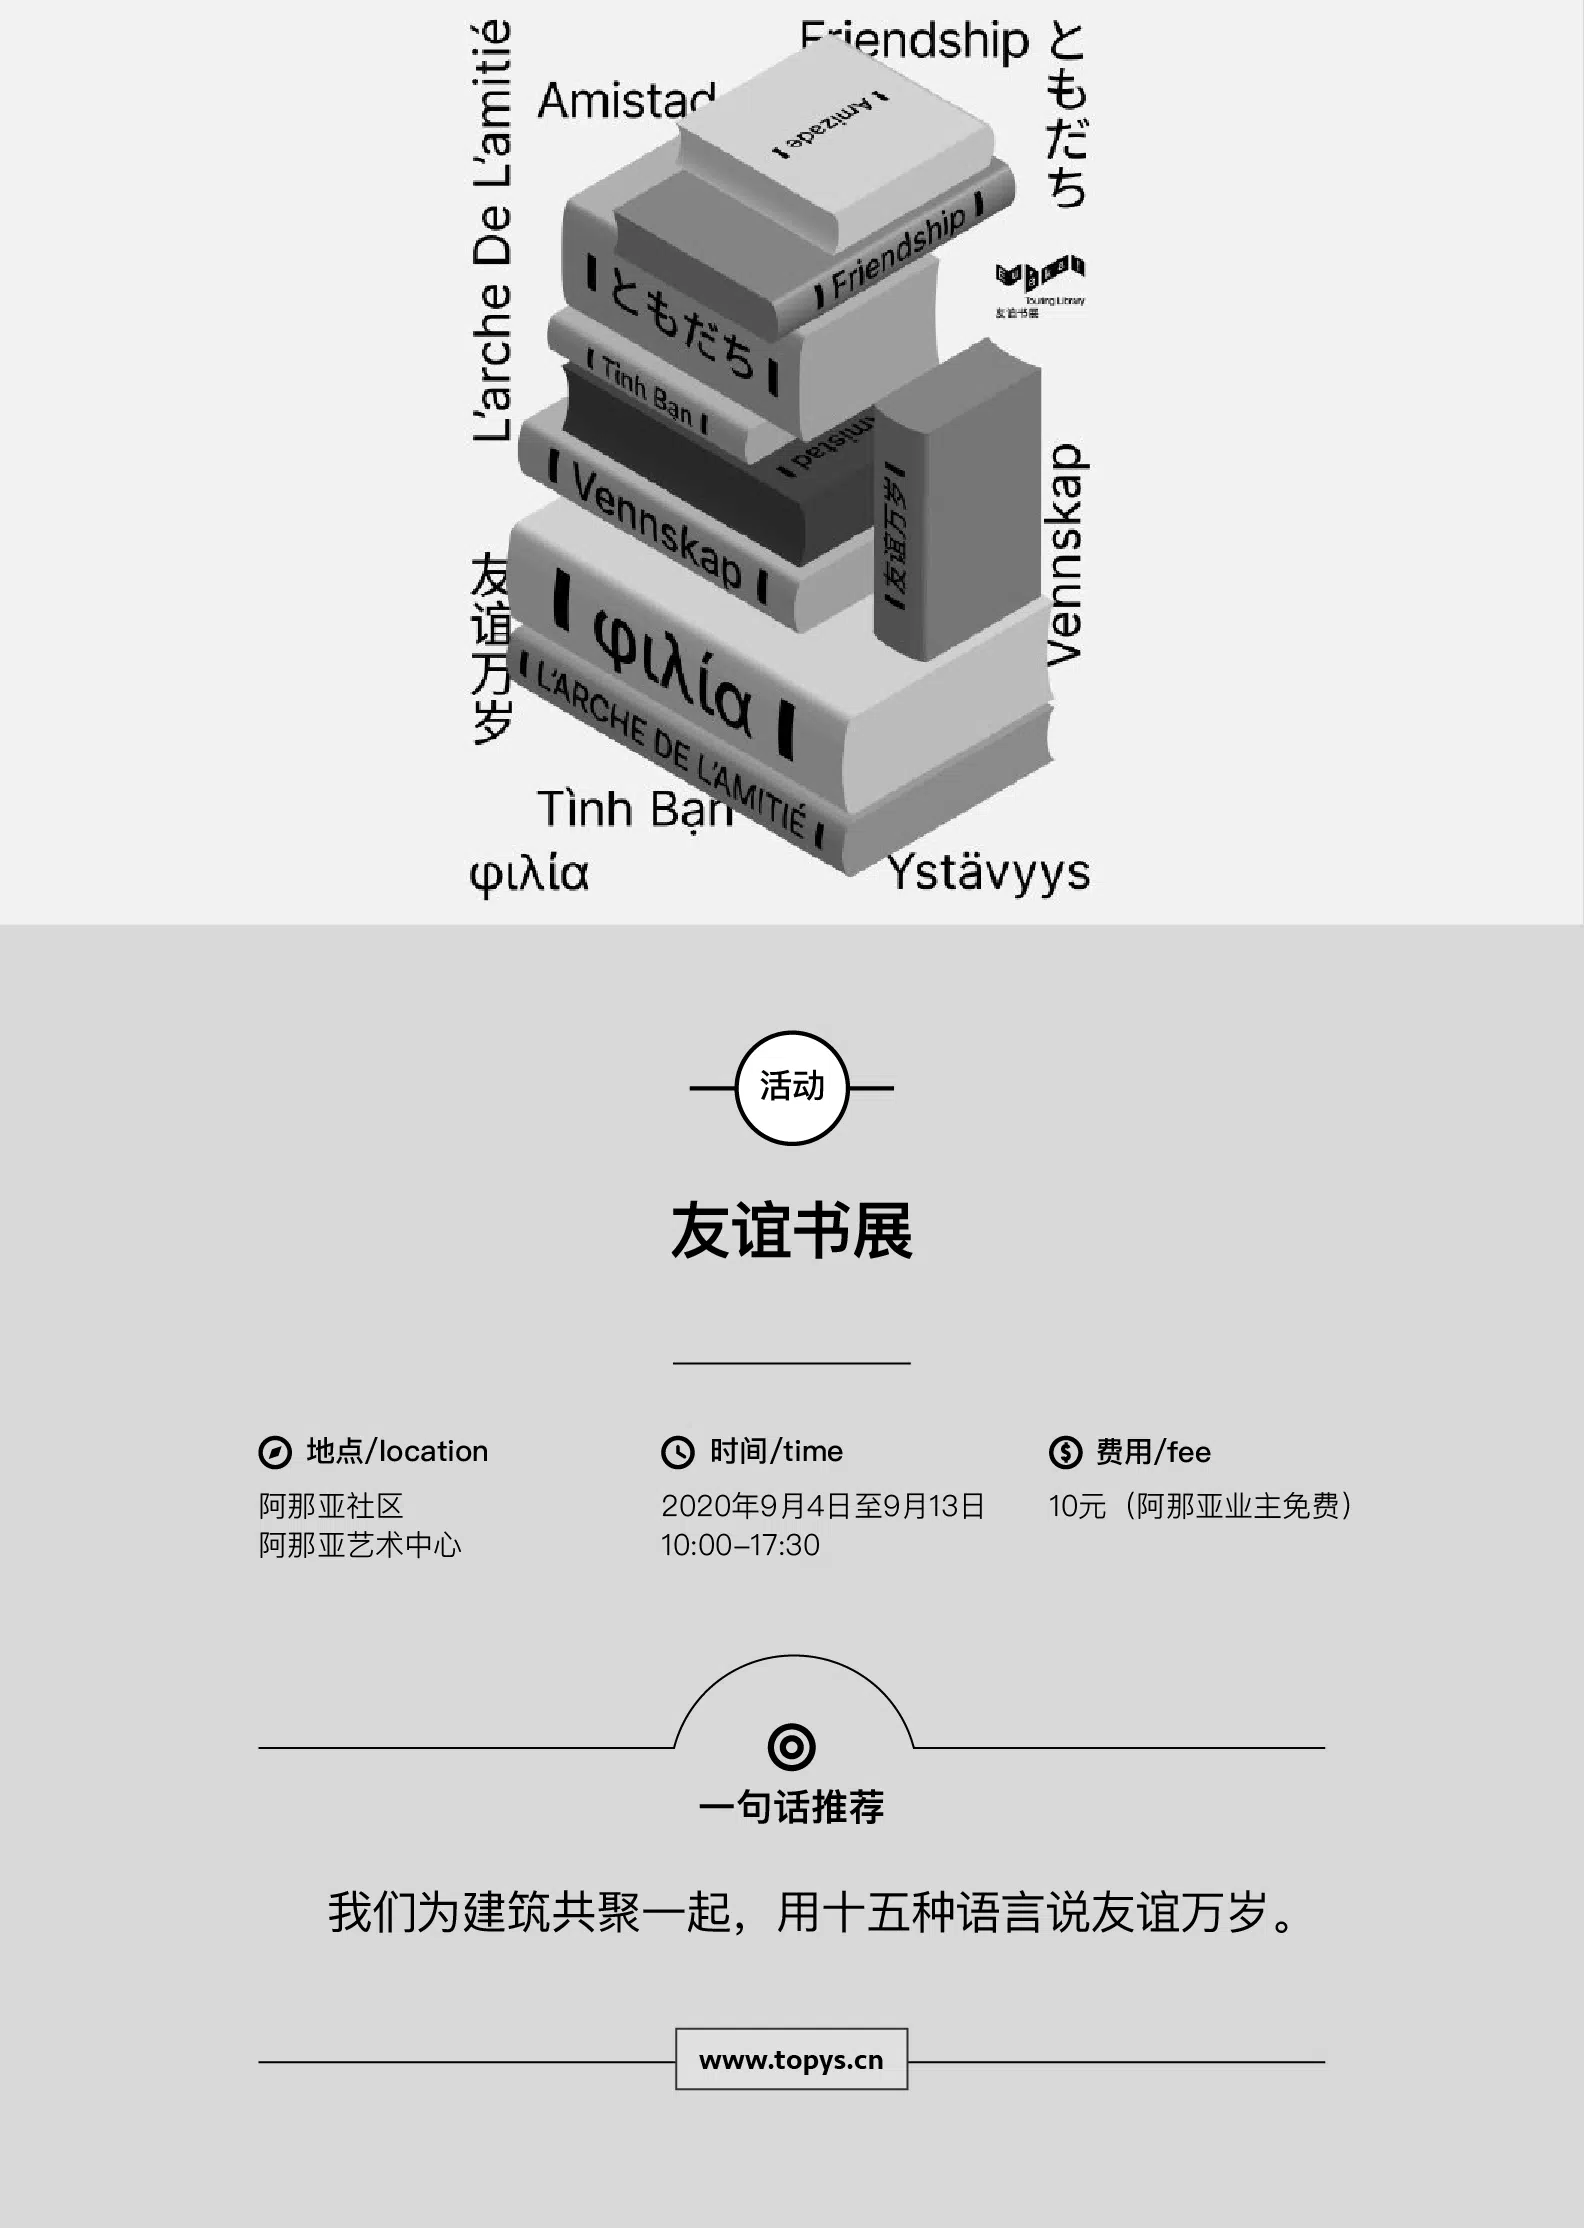 L'arche De L'amitié
Amistad
Friendship
ともだち
Amizade
Friendship
ともだち
Touring Library
友谊书展
Tình Bạn
mistad
Vennskap
友谊万岁
Vennskap
友谊万岁
φιλία
L'ARCHE DE L'AMITIÉ
Tình Bạn
φιλία
Ystävyys
活动
友谊书展
地点/location
阿那亚社区
阿那亚艺术中心
时间/time
2020年9月4日至9月13日
10:00–17:30
费用/fee
10元（阿那亚业主免费）
一句话推荐
我们为建筑共聚一起，用十五种语言说友谊万岁。
www.topys.cn